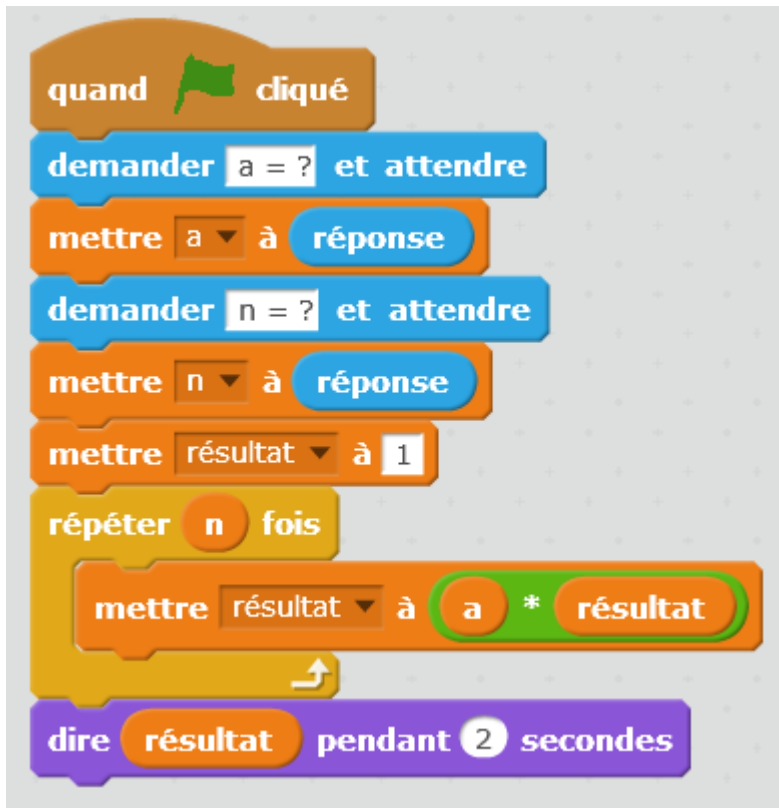 quand cliqué
demander a = ? et attendre
mettre a à réponse
demander n = ? et attendre
mettre n à réponse
mettre résultat à 1
répéter n fois
mettre résultat à a * résultat
dire résultat pendant 2 secondes